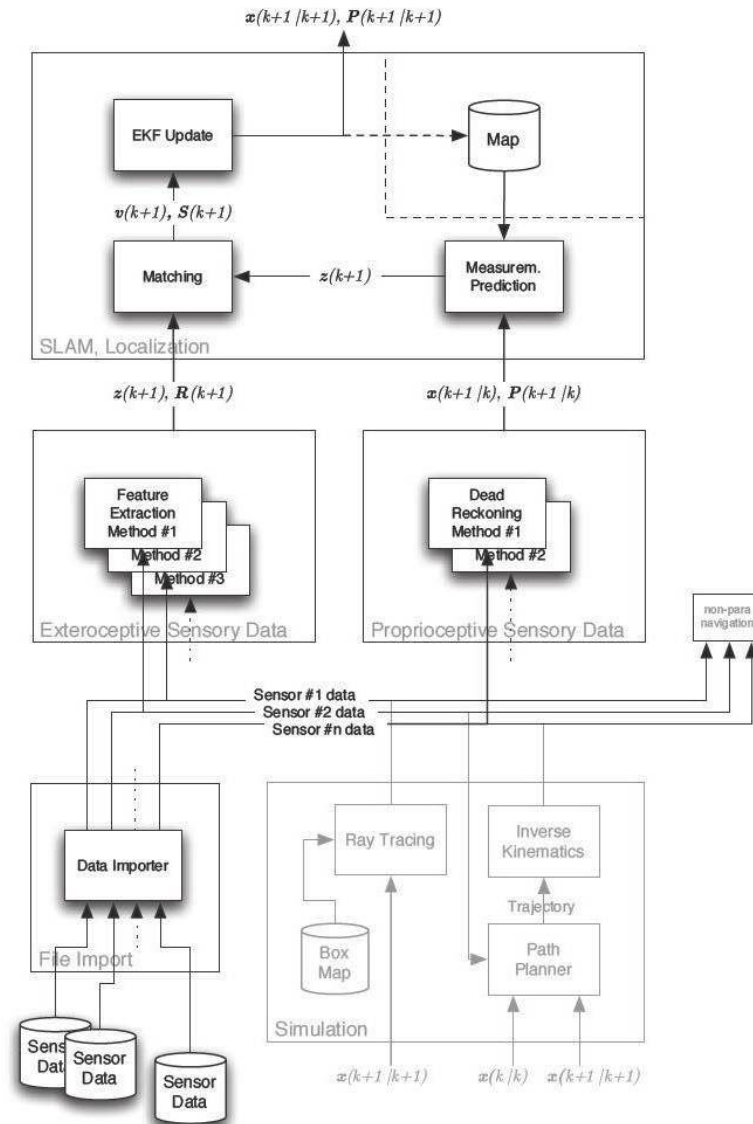 x(k+1|k+1), P(k+1|k+1)
EKF Update
Map
v(k+1), S(k+1)
Matching
z(k+1)
Measurem.
Prediction
SLAM, Localization
z(k+1), R(k+1)
x(k+1|k), P(k+1|k)
Feature
Extraction
Method #1
Method #2
Method #3
Exteroceptive Sensory Data
Dead
Reckoning
Method #1
Method #2
Proprioceptive Sensory Data
non-para
navigation
Sensor #1 data
Sensor #2 data
Sensor #n data
Data Importer
File Import
Sensor
Data
Sensor
Data
Sensor
Data
Ray Tracing
Inverse
Kinematics
Trajectory
Box
Map
Path
Planner
Simulation
x(k+1|k+1)
x(k|k)
x(k+1|k+1)